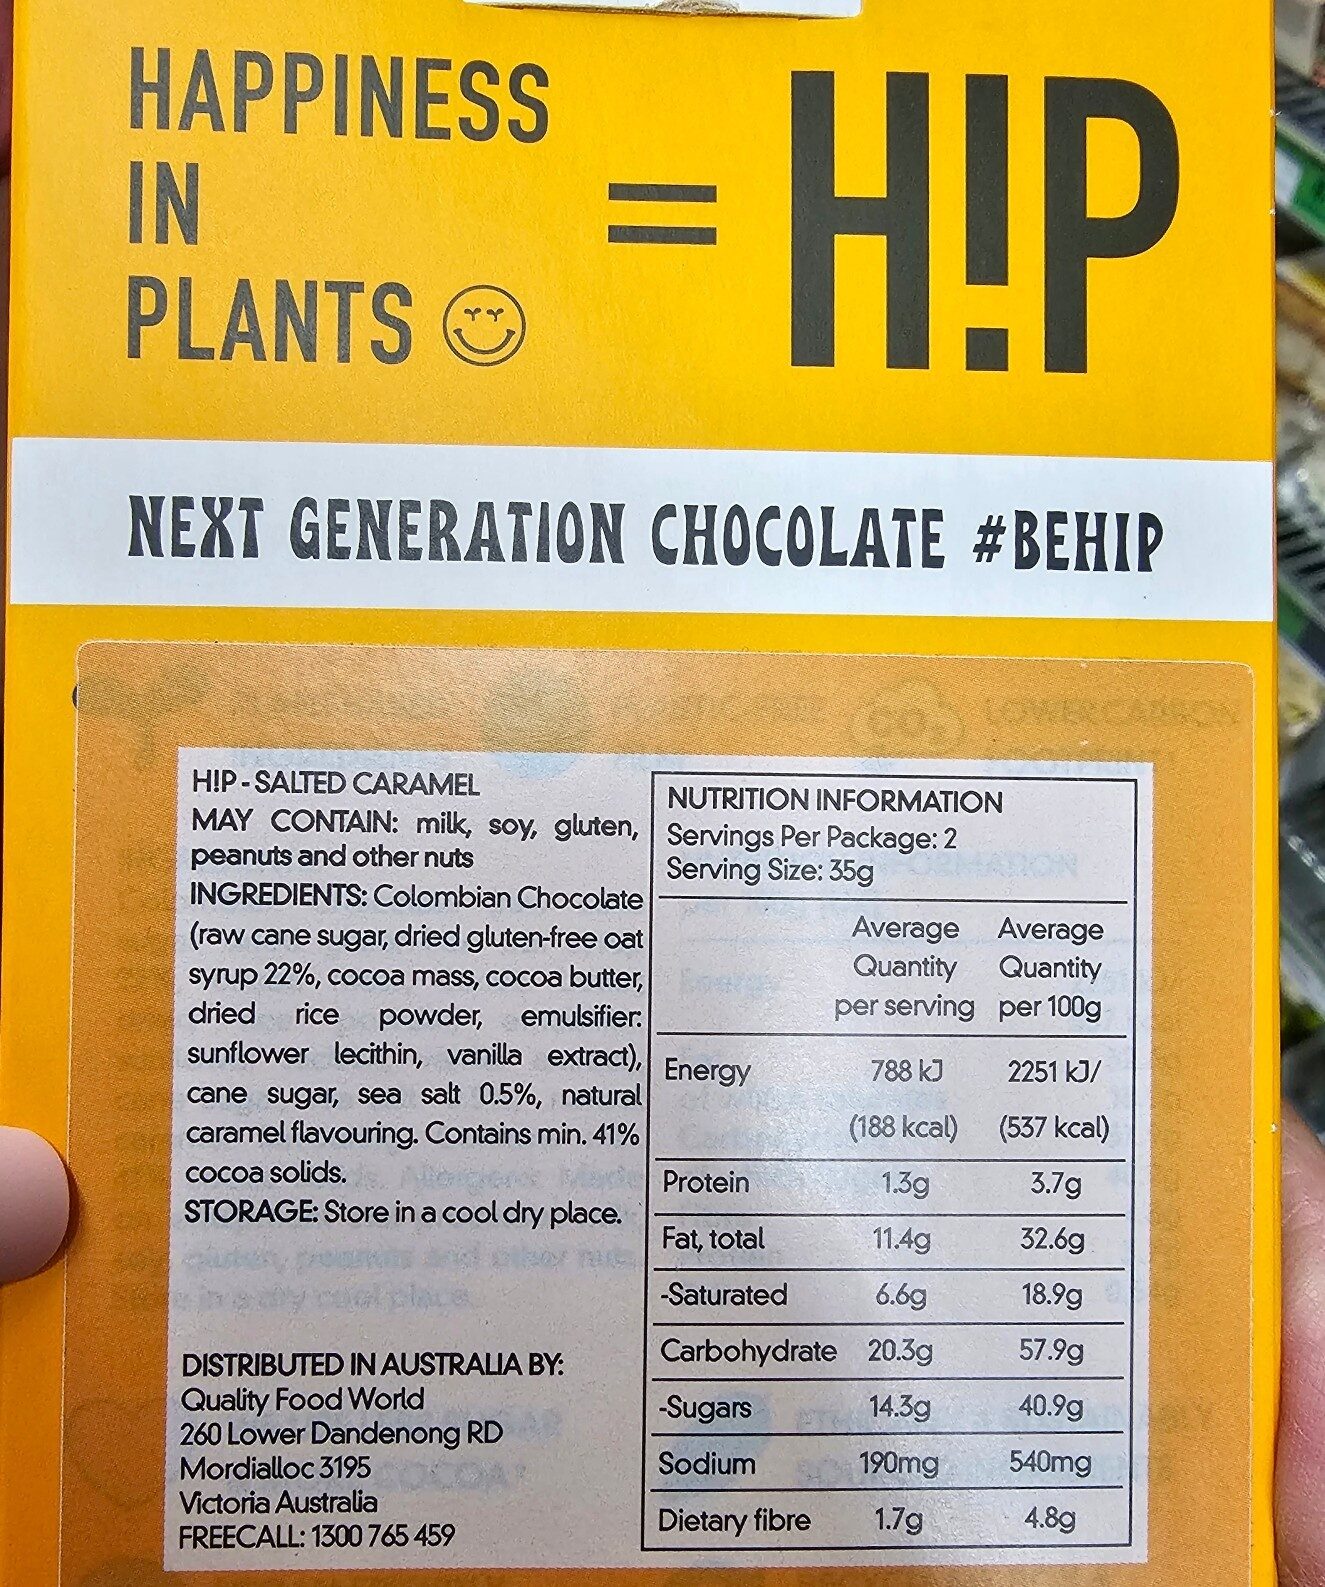 HAPPINESS
IN
PLANTS
= H!P
NEXT GENERATION CHOCOLATE #BEHIP
CO2 LOWER CARBON
H!P - SALTED CARAMEL
MAY CONTAIN: milk, soy, gluten,
peanuts and other nuts
INGREDIENTS: Colombian Chocolate
(raw cane sugar, dried gluten-free oat
syrup 22%, cocoa mass, cocoa butter,
dried rice powder, emulsifier:
sunflower lecithin, vanilla extract),
cane sugar, sea salt 0.5%, natural
caramel flavouring. Contains min. 41%
cocoa solids.
STORAGE: Store in a cool dry place.
DISTRIBUTED IN AUSTRALIA BY:
Quality Food World
260 Lower Dandenong RD
Mordialloc 3195
Victoria Australia
FREECALL: 1300 765 459
NUTRITION INFORMATION
Servings Per Package: 2
Serving Size: 35g
Average Average
Quantity Quantity
per serving per 100g
Energy 788 kJ 2251 kJ/
(188 kcal) (537 kcal)
Protein 1.3g 3.7g
Fat, total 11.4g 32.6g
-Saturated 6.6g 18.9g
Carbohydrate 20.3g 57.9g
-Sugars 14.3g 40.9g
Sodium 190mg 540mg
Dietary fibre 1.7g 4.8g